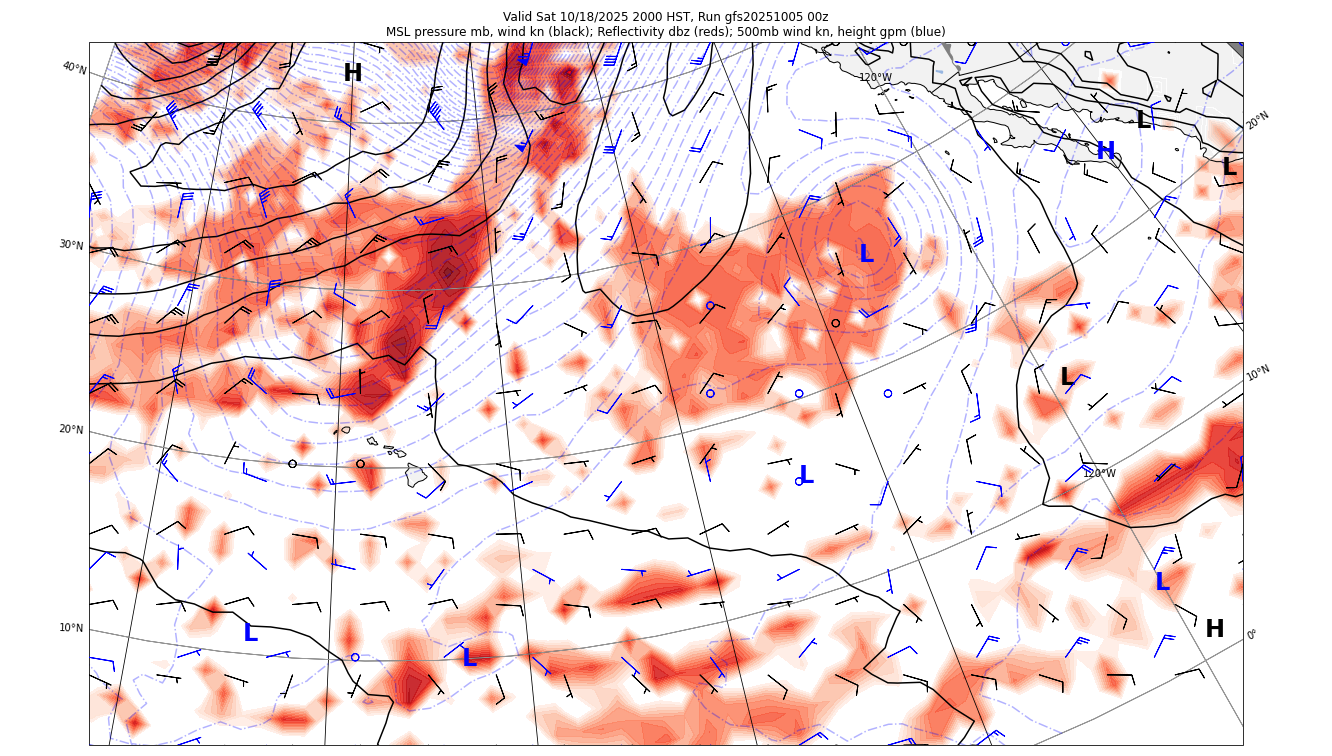 Valid Sat 10/18/2025 2000 HST, Run gfs20251005 00z
MSL pressure mb, wind kn (black); Reflectivity dbz (reds); 500mb wind kn, height gpm (blue)
40°N
H
120°W
L
20°N
H
L
30°N
L
L
10°N
20°N
L
120°W
L
10°N
L
L
H
0°